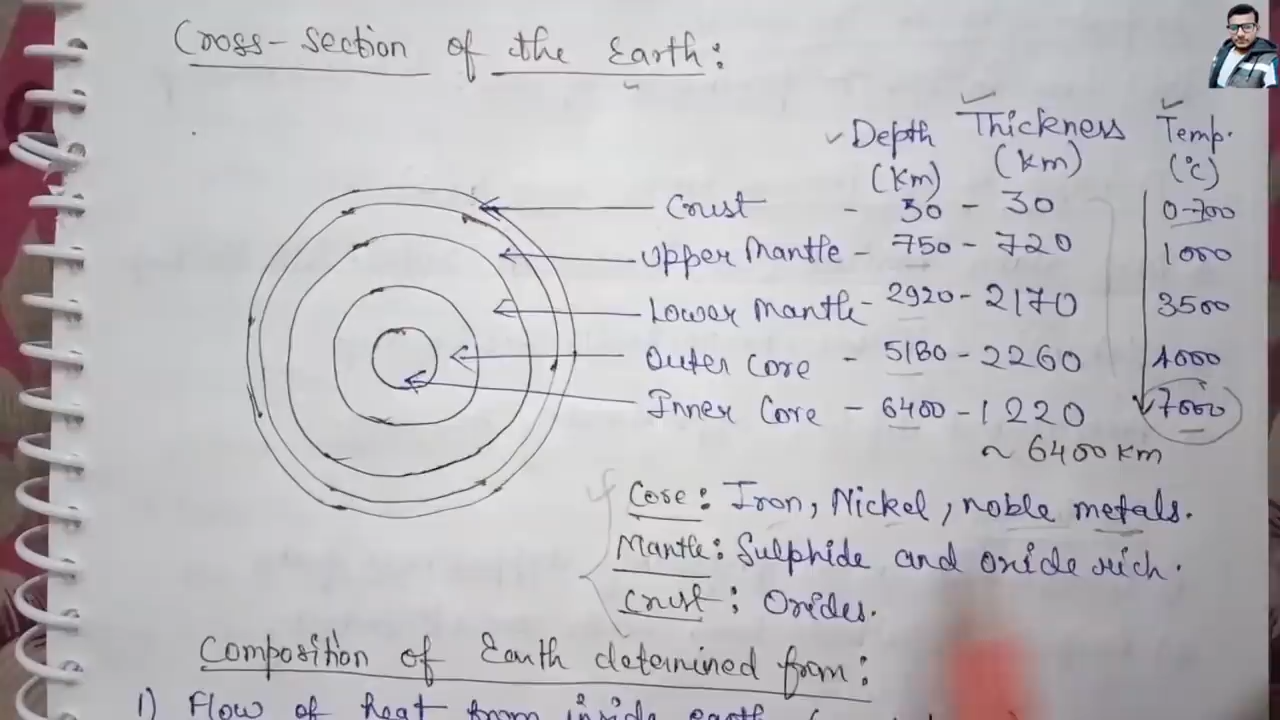 Cross-section of the Earth:
Depth (km) Thickness (km) Temp. (°C)
Crust - 30 - 30 0-700
Upper Mantle - 750 - 720 1000
Lower Mantle - 2920 - 2170 3500
Outer Core - 5180 - 2260 4000
Inner Core - 6400 - 1220 7000
~ 6400 km
Core: Iron, Nickel, noble metals.
Mantle: Sulphide and oxide rich.
Crust: Oxides.
Composition of Earth determined from:
1) Flow of heat from inside earth